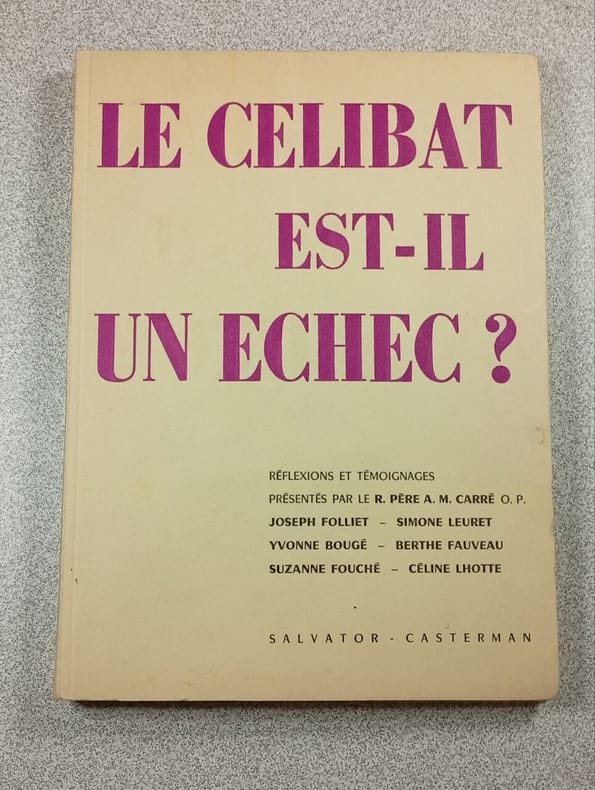 LE CELIBAT
EST-IL
UN ECHEC ?
RÉFLEXIONS ET TÉMOIGNAGES
PRÉSENTÉS PAR LE R. PÈRE A. M. CARRÉ O. P.
JOSEPH FOLLIET – SIMONE LEURET
YVONNE BOUGÉ – BERTHE FAUVEAU
SUZANNE FOUCHÉ – CÉLINE LHOTTE
SALVATOR - CASTERMAN